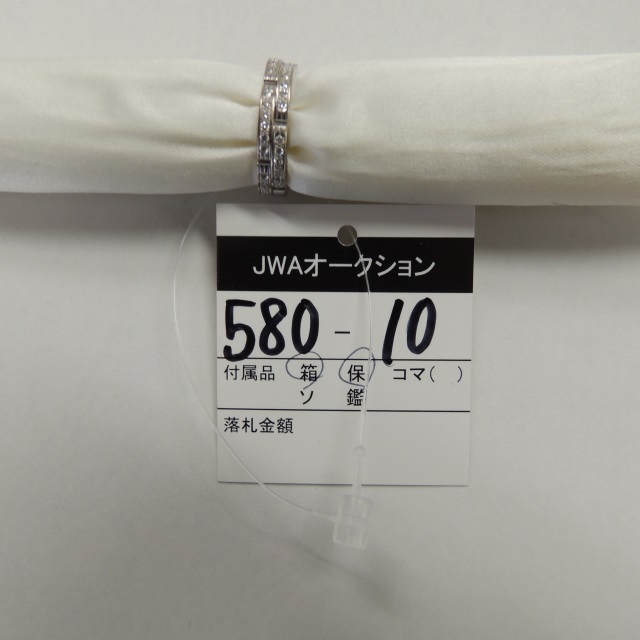 JWAオークション
580-10
付属品 箱 保 コマ( )
ソ 鑑
落札金額